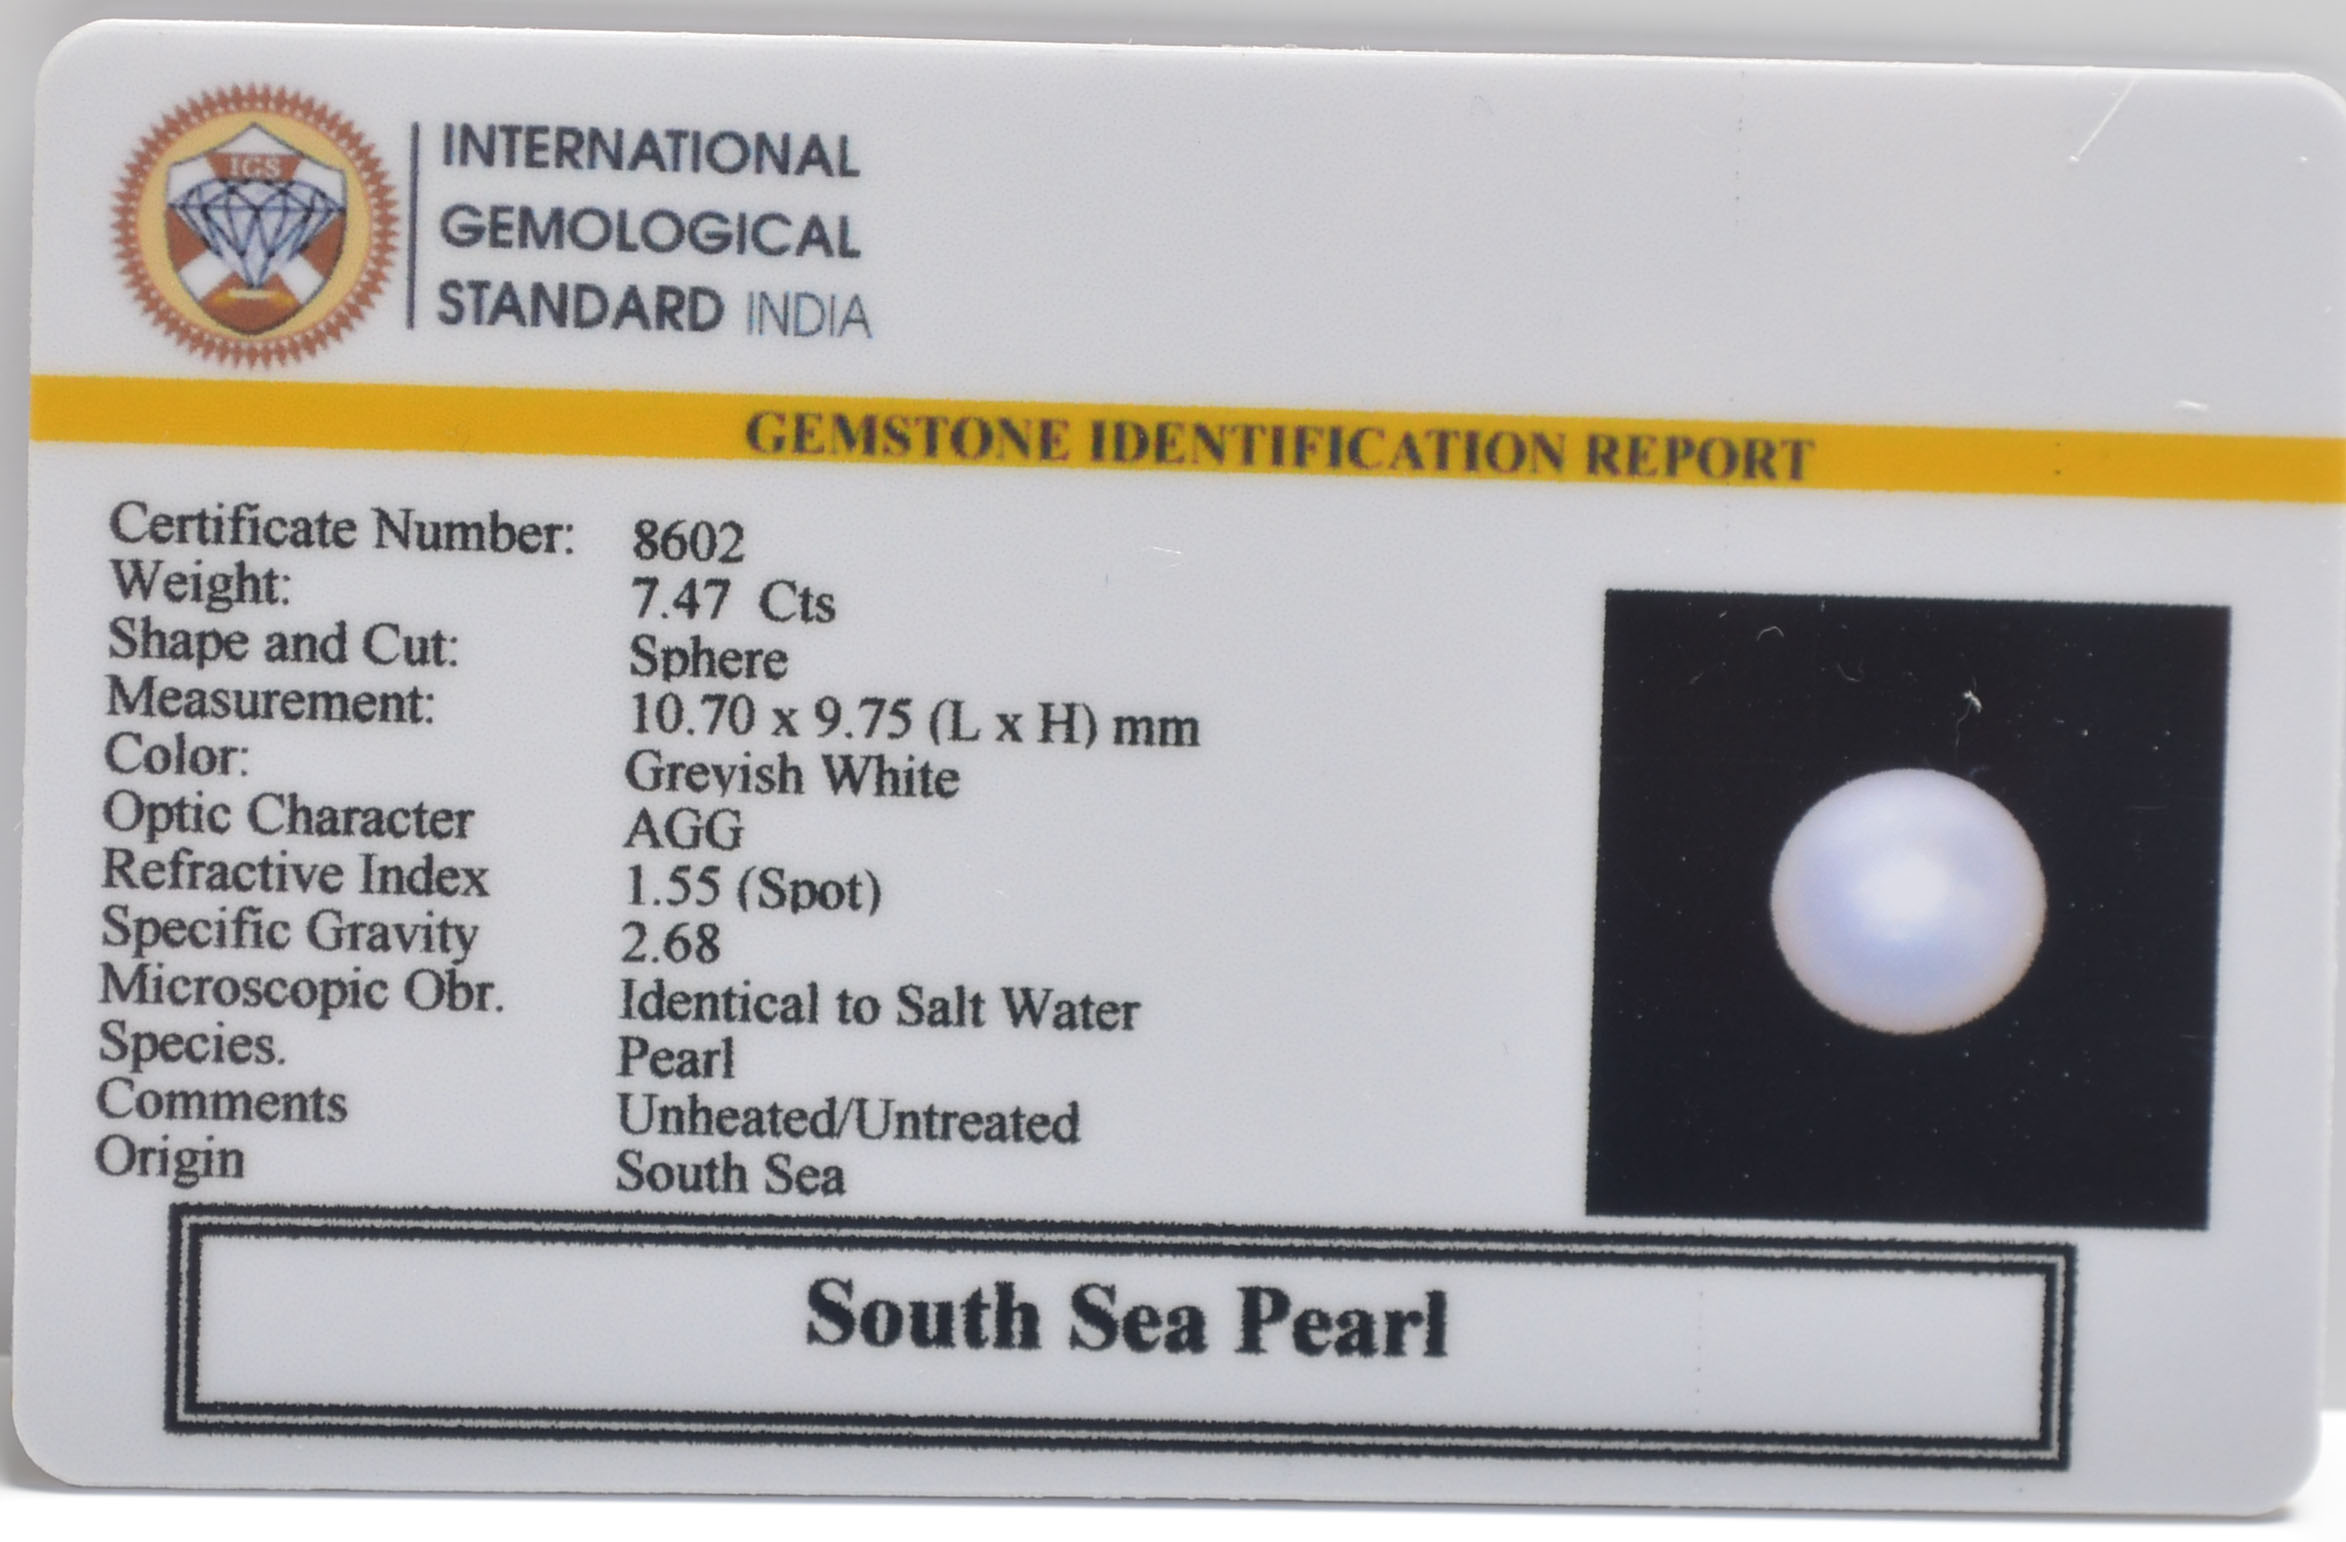 IGS
INTERNATIONAL
GEMOLOGICAL
STANDARD INDIA
GEMSTONE IDENTIFICATION REPORT
Certificate Number: 8602
Weight: 7.47 Cts
Shape and Cut: Sphere
Measurement: 10.70 x 9.75 (L x H) mm
Color: Greyish White
Optic Character AGG
Refractive Index 1.55 (Spot)
Specific Gravity 2.68
Microscopic Obr. Identical to Salt Water
Species. Pearl
Comments Unheated/Untreated
Origin South Sea
South Sea Pearl